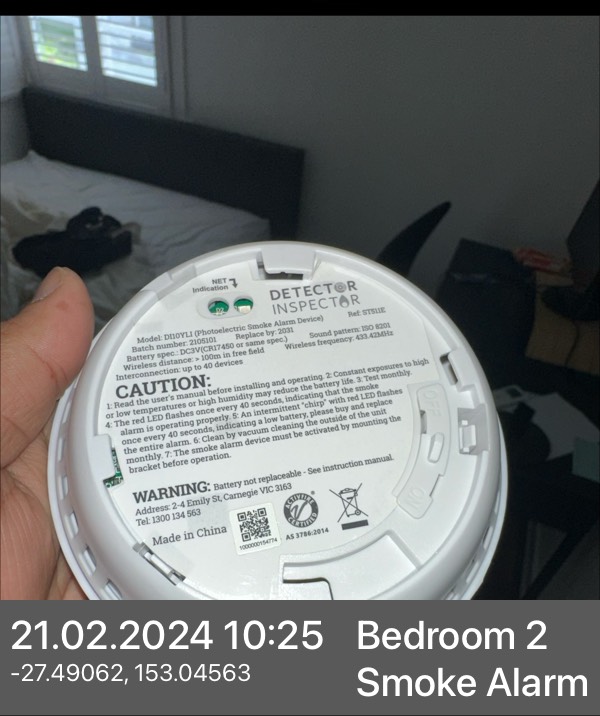 NET
Indication
DETECTOR
INSPECTOR
Model: DI10YLI (Photoelectric Smoke Alarm Device)
Ref: STE11E
Batch number: 2105101 Replace by: 2031
Battery spec.: DC3V(CR17450 or same spec.) Sound pattern: ISO 8201
Wireless distance: > 100m in free field Wireless frequency: 433.42MHz
Interconnection: up to 40 devices
CAUTION:
1: Read the user's manual before installing and operating. 2: Constant exposures to high
or low temperatures or high humidity may reduce the battery life. 3: Test monthly.
4: The red LED flashes once every 40 seconds, indicating that the smoke
alarm is operating properly. 5: An intermittent "chirp" with red LED flashes
once every 40 seconds, indicating a low battery, please buy and replace
the entire alarm. 6: Clean by vacuum cleaning the outside of the unit
monthly. 7: The smoke alarm device must be activated by mounting the
bracket before operation.
WARNING: Battery not replaceable - See instruction manual.
Address: 2-4 Emily St, Carnegie VIC 3163
Tel: 1300 134 563
Made in China
1000000154774
ACTIVFIRE
CERTIFIED
AS 3786:2014
21.02.2024 10:25
-27.49062, 153.04563
Bedroom 2
Smoke Alarm